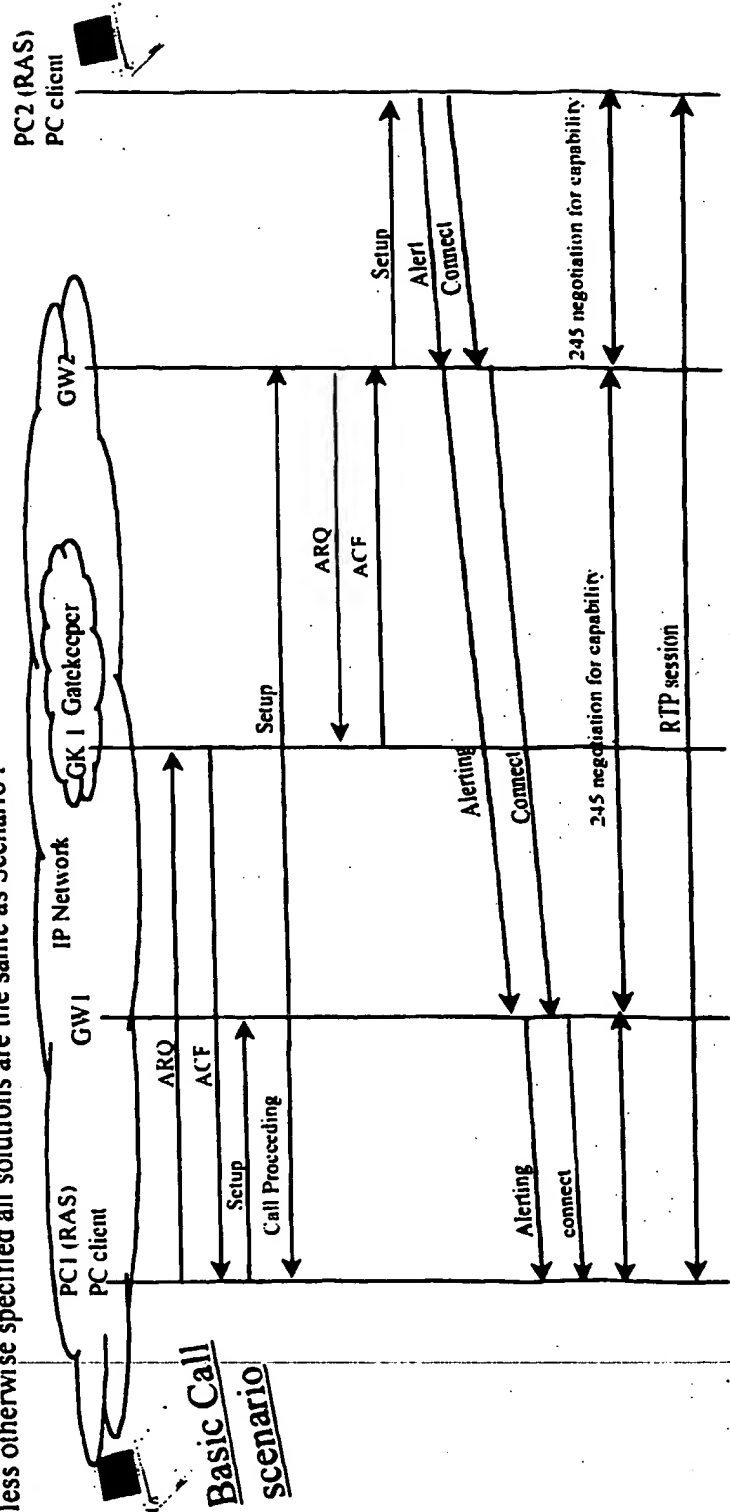 less otherwise specified all solutions are the same as scenario
Basic Call
scenario
PC1 (RAS)
PC client
GW1
IP Network
GK 1 Gatekeeper
GW2
PC2 (RAS)
PC client
ARQ
ACF
Setup
Call Proceeding
Setup
ARQ
ACF
Setup
Alert
Connect
Alerting
Connect
Alerting
connect
245 negotiation for capability
245 negotiation for capability
RTP session